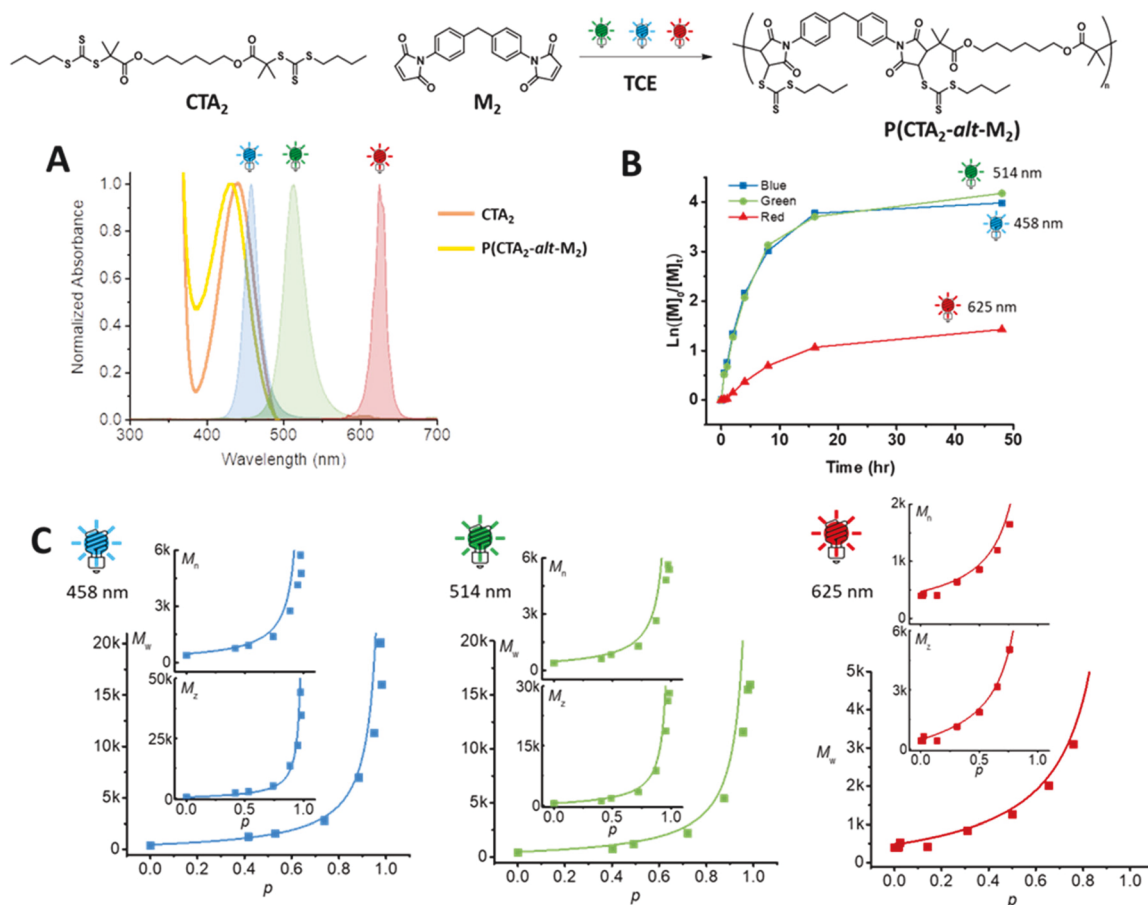 S
S
S
O
O
O
O
S
S
S
CTA₂
O
N
O
O
N
O
M₂
TCE
O
N
O
O
N
O
O
O
O
O
n
S
S
S
S
S
S
P(CTA₂-alt-M₂)
A
1.0
0.8
0.6
0.4
0.2
0.0
Normalized Absorbance
300 400 500 600 700
Wavelength (nm)
CTA₂
P(CTA₂-alt-M₂)
B
Blue
Green
Red
514 nm
458 nm
625 nm
4
3
2
1
0
Ln([M]₀/[M]ₜ)
0 10 20 30 40 50
Time (hr)
C
458 nm
Mn
6k
3k
0
Mw
20k
15k
10k
5k
0
50k
Mz
25k
0
0.0 0.5 1.0
p
0.0 0.2 0.4 0.6 0.8 1.0
p
514 nm
Mn
6k
4k
2k
0
Mw
20k
15k
10k
5k
0
30k
Mz
15k
0
0.0 0.5 1.0
p
0.0 0.2 0.4 0.6 0.8 1.0
p
625 nm
2k
Mn
1k
0
6k
Mz
3k
0
0.0 0.5 1.0
p
5k
4k
Mw
3k
2k
1k
0
0.0 0.2 0.4 0.6 0.8 1.0
p